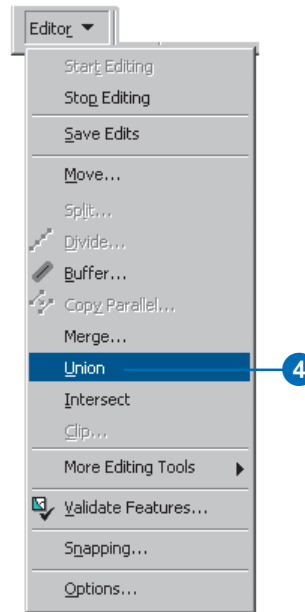 Editor
Start Editing
Stop Editing
Save Edits
Move...
Split...
Divide...
Buffer...
Copy Parallel...
Merge...
Union
4
Intersect
Clip...
More Editing Tools
Validate Features...
Snapping...
Options...